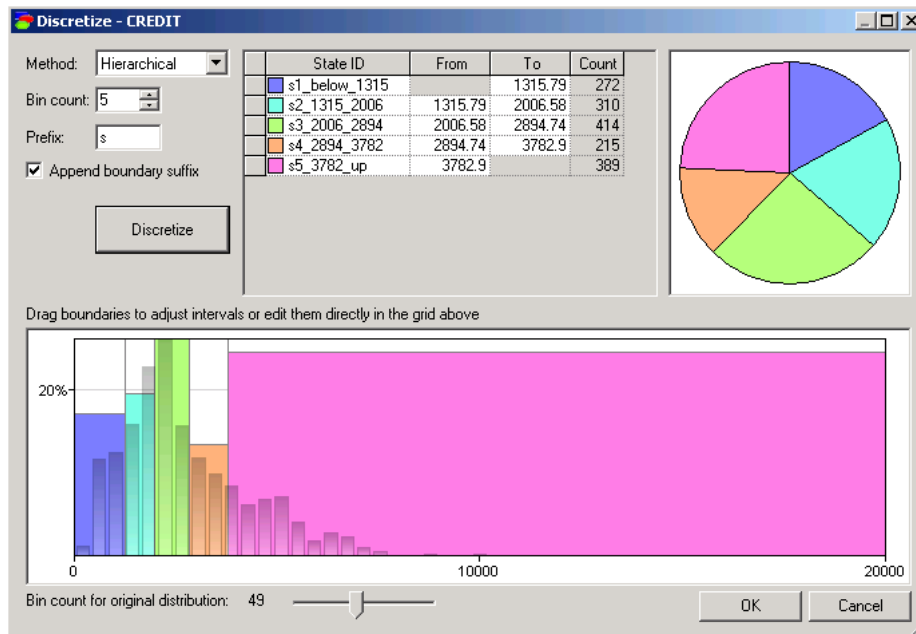 Discretize - CREDIT
Method: Hierarchical
Bin count: 5
Prefix: s
Append boundary suffix
Discretize
State ID From To Count
s1_below_1315 1315.79 272
s2_1315_2006 1315.79 2006.58 310
s3_2006_2894 2006.58 2894.74 414
s4_2894_3782 2894.74 3782.9 215
s5_3782_up 3782.9 389
Drag boundaries to adjust intervals or edit them directly in the grid above
20%
0 10000 20000
Bin count for original distribution: 49
OK Cancel